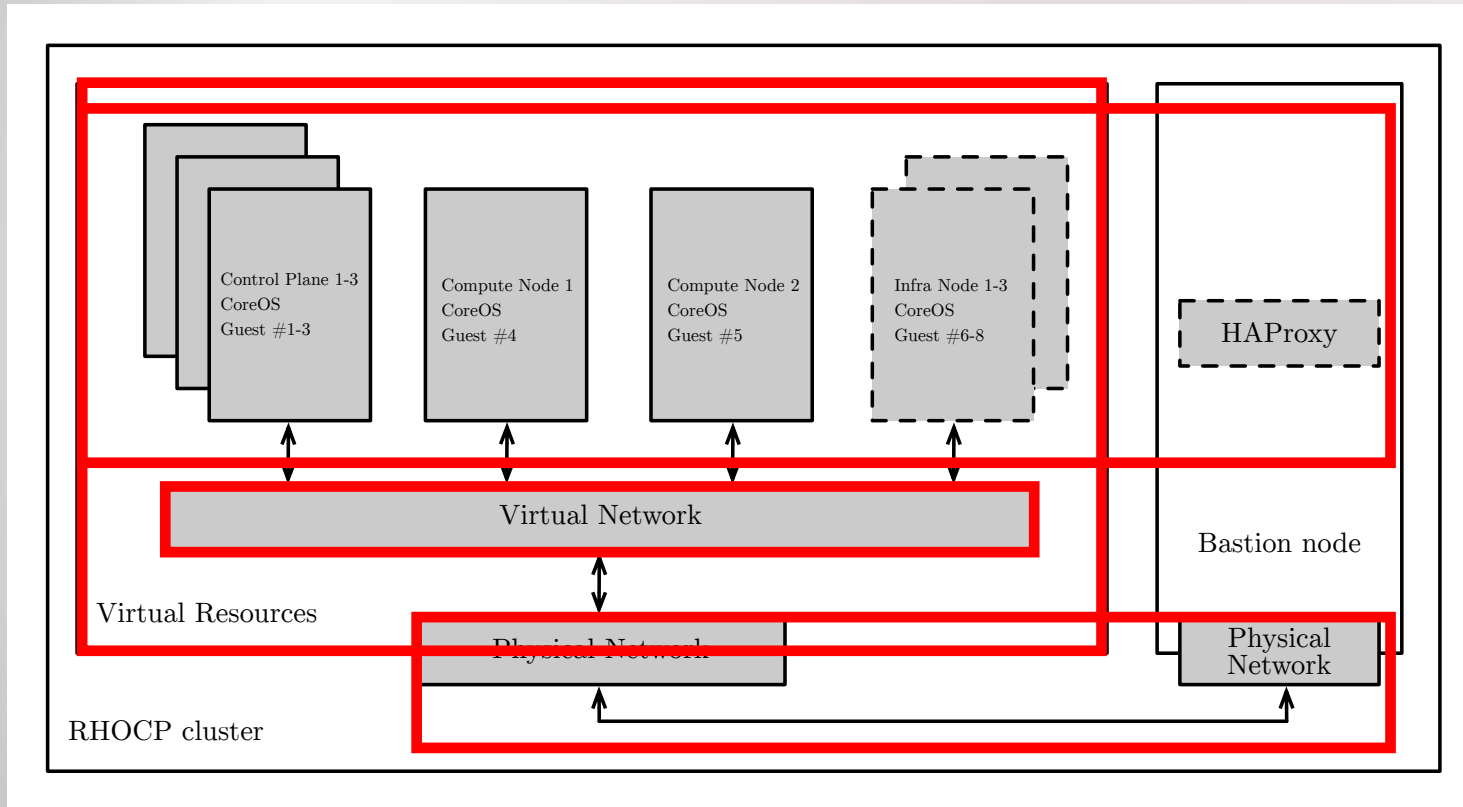 Control Plane 1-3
CoreOS
Guest #1-3
Compute Node 1
CoreOS
Guest #4
Compute Node 2
CoreOS
Guest #5
Infra Node 1-3
CoreOS
Guest #6-8
HAProxy
Virtual Network
Bastion node
Virtual Resources
Physical Network
Physical
Network
RHOCP cluster